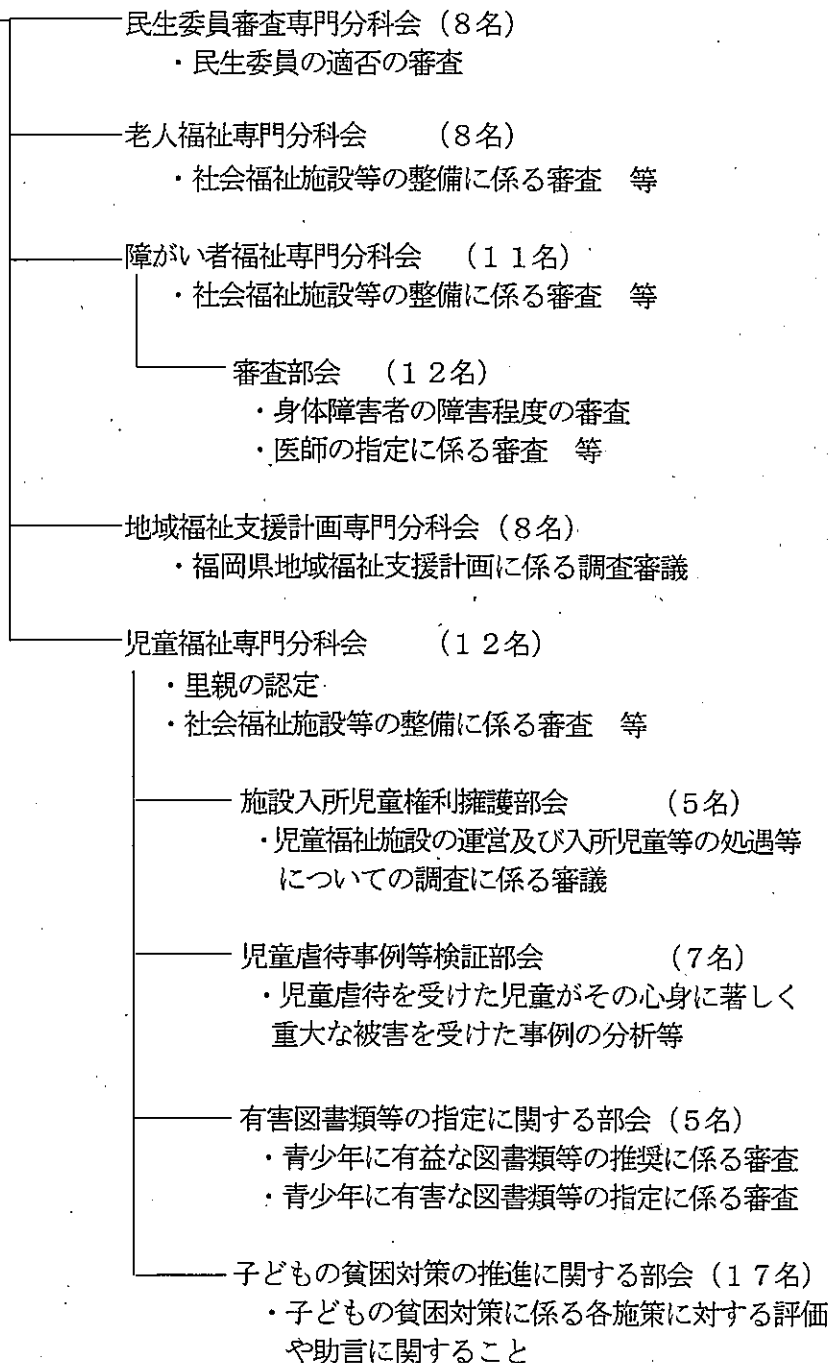 民生委員審査専門分科会（8名）
・民生委員の適否の審査
老人福祉専門分科会　　（8名）
・社会福祉施設等の整備に係る審査　等
障がい者福祉専門分科会　（１１名）
・社会福祉施設等の整備に係る審査　等
審査部会　（１２名）
・身体障害者の障害程度の審査
・医師の指定に係る審査　等
地域福祉支援計画専門分科会（8名）
・福岡県地域福祉支援計画に係る調査審議
児童福祉専門分科会　　（１２名）
・里親の認定
・社会福祉施設等の整備に係る審査　等
施設入所児童権利擁護部会　　　（5名）
・児童福祉施設の運営及び入所児童等の処遇等
についての調査に係る審議
児童虐待事例等検証部会　　　　（7名）
・児童虐待を受けた児童がその心身に著しく
重大な被害を受けた事例の分析等
有害図書類等の指定に関する部会（5名）
・青少年に有益な図書類等の推奨に係る審査
・青少年に有害な図書類等の指定に係る審査
子どもの貧困対策の推進に関する部会（１７名）
・子どもの貧困対策に係る各施策に対する評価
や助言に関すること